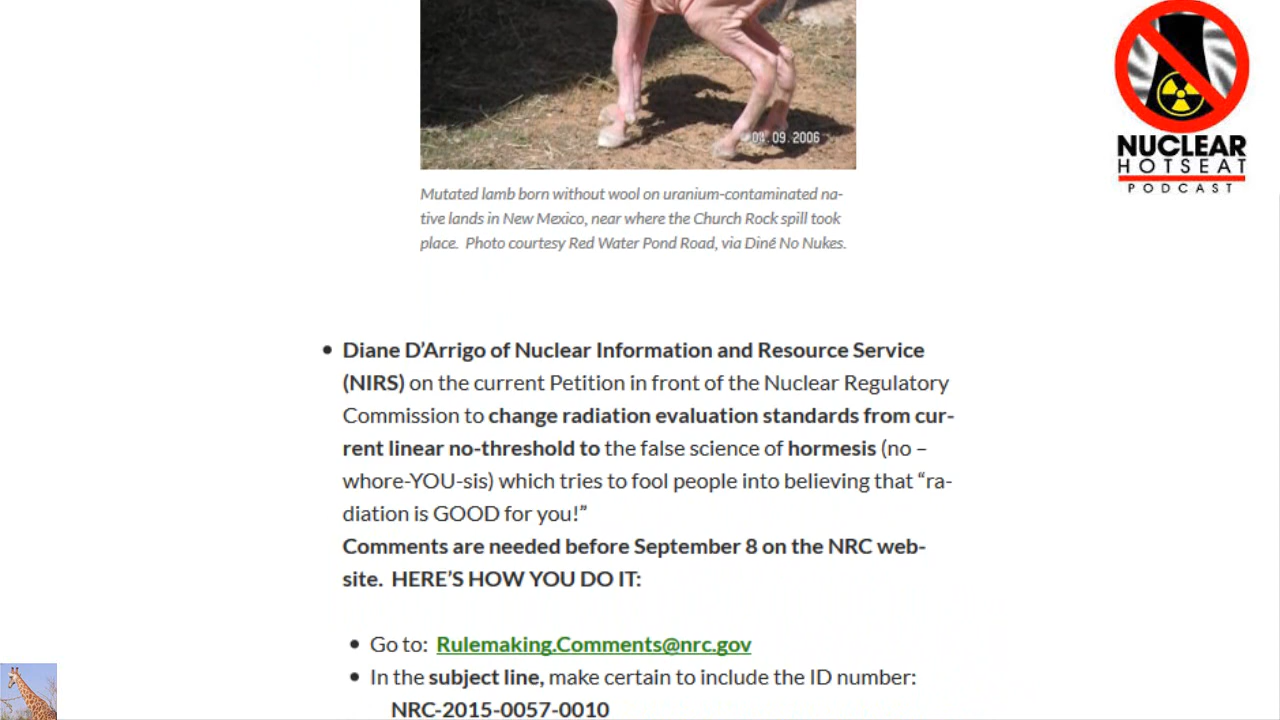 04.09.2006
NUCLEAR
HOTSEAT
PODCAST
Mutated lamb born without wool on uranium-contaminated na-
tive lands in New Mexico, near where the Church Rock spill took
place.  Photo courtesy Red Water Pond Road, via Diné No Nukes.
• Diane D’Arrigo of Nuclear Information and Resource Service
(NIRS) on the current Petition in front of the Nuclear Regulatory
Commission to change radiation evaluation standards from cur-
rent linear no-threshold to the false science of hormesis (no –
whore-YOU-sis) which tries to fool people into believing that “ra-
diation is GOOD for you!”
Comments are needed before September 8 on the NRC web-
site.  HERE’S HOW YOU DO IT:
• Go to:  Rulemaking.Comments@nrc.gov
• In the subject line, make certain to include the ID number:
NRC-2015-0057-0010